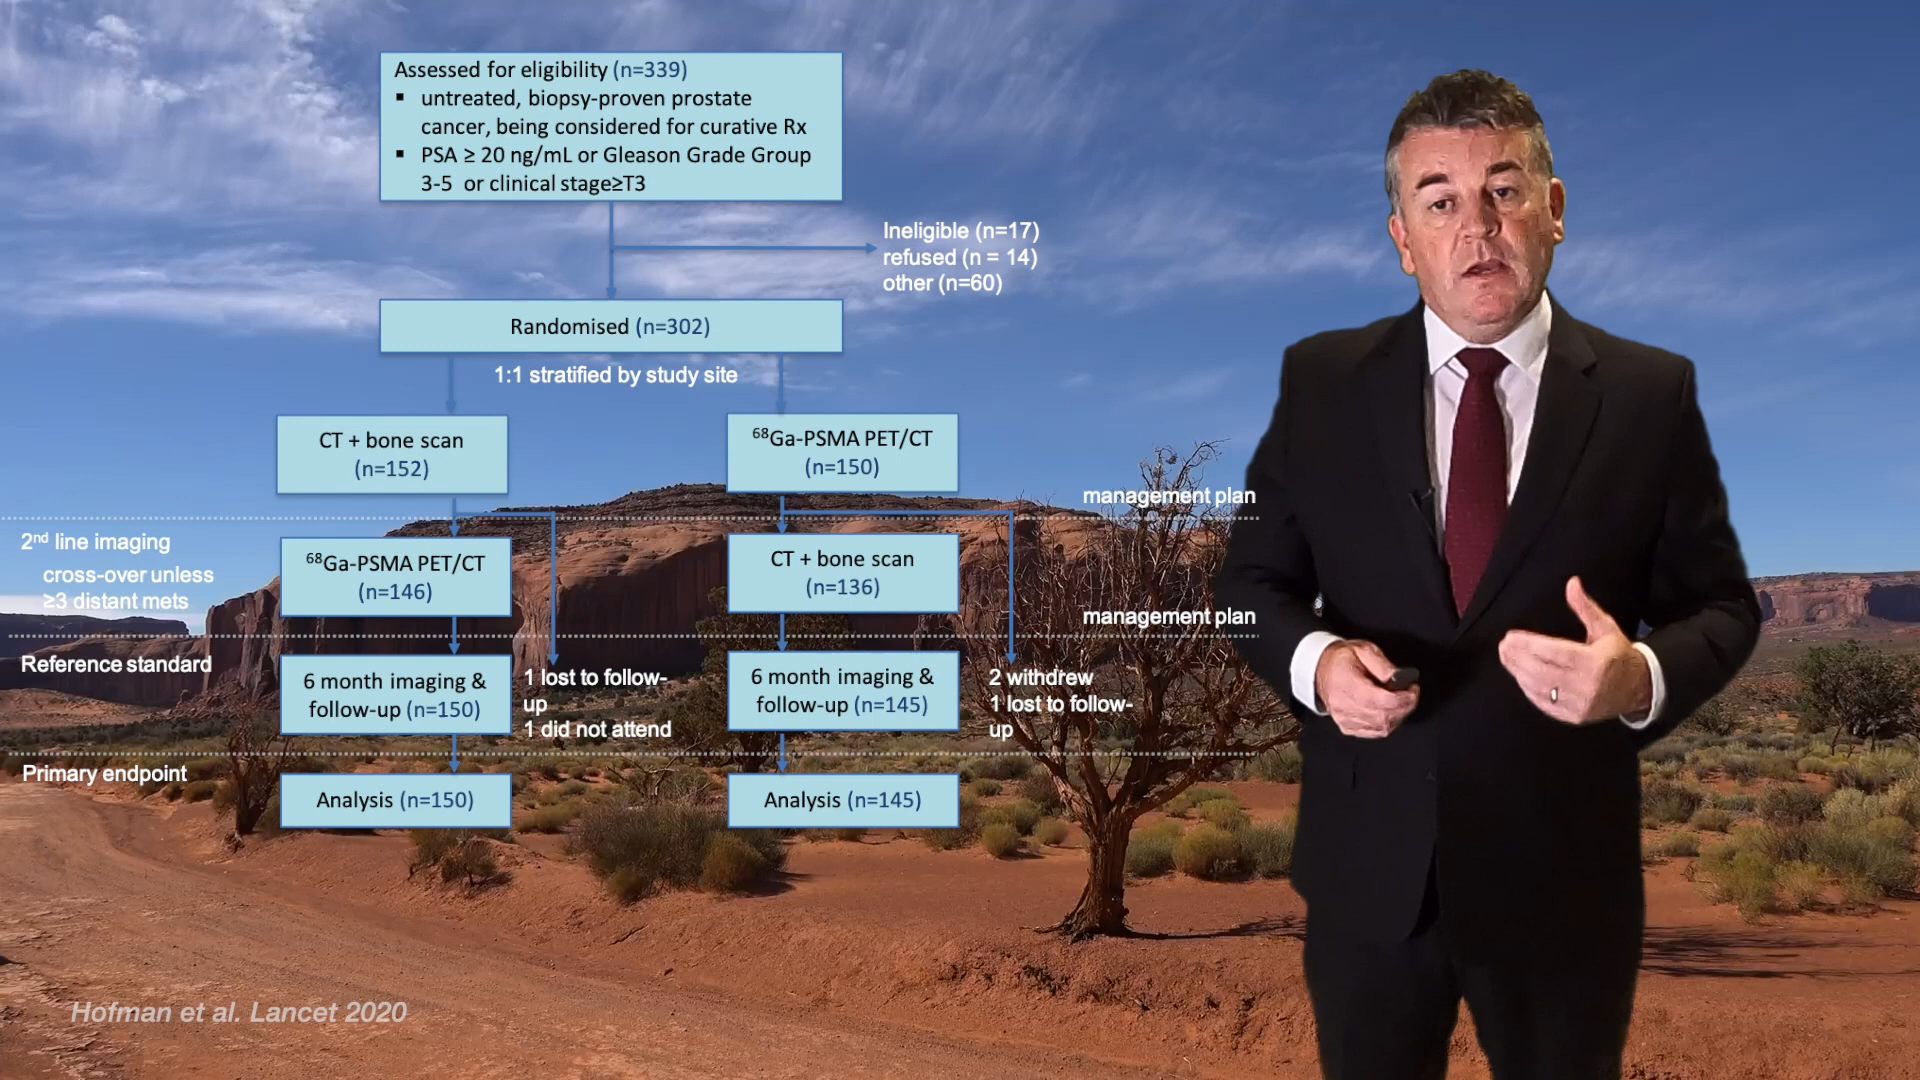 Assessed for eligibility (n=339)
▪ untreated, biopsy-proven prostate
cancer, being considered for curative Rx
▪ PSA ≥ 20 ng/mL or Gleason Grade Group
3-5 or clinical stage≥T3
Ineligible (n=17)
refused (n = 14)
other (n=60)
Randomised (n=302)
1:1 stratified by study site
CT + bone scan
(n=152)
⁶⁸Ga-PSMA PET/CT
(n=150)
management plan
2nd line imaging
cross-over unless
≥3 distant mets
⁶⁸Ga-PSMA PET/CT
(n=146)
CT + bone scan
(n=136)
management plan
Reference standard
6 month imaging &
follow-up (n=150)
1 lost to follow-
up
1 did not attend
6 month imaging &
follow-up (n=145)
2 withdrew
1 lost to follow-
up
Primary endpoint
Analysis (n=150)
Analysis (n=145)
Hofman et al. Lancet 2020